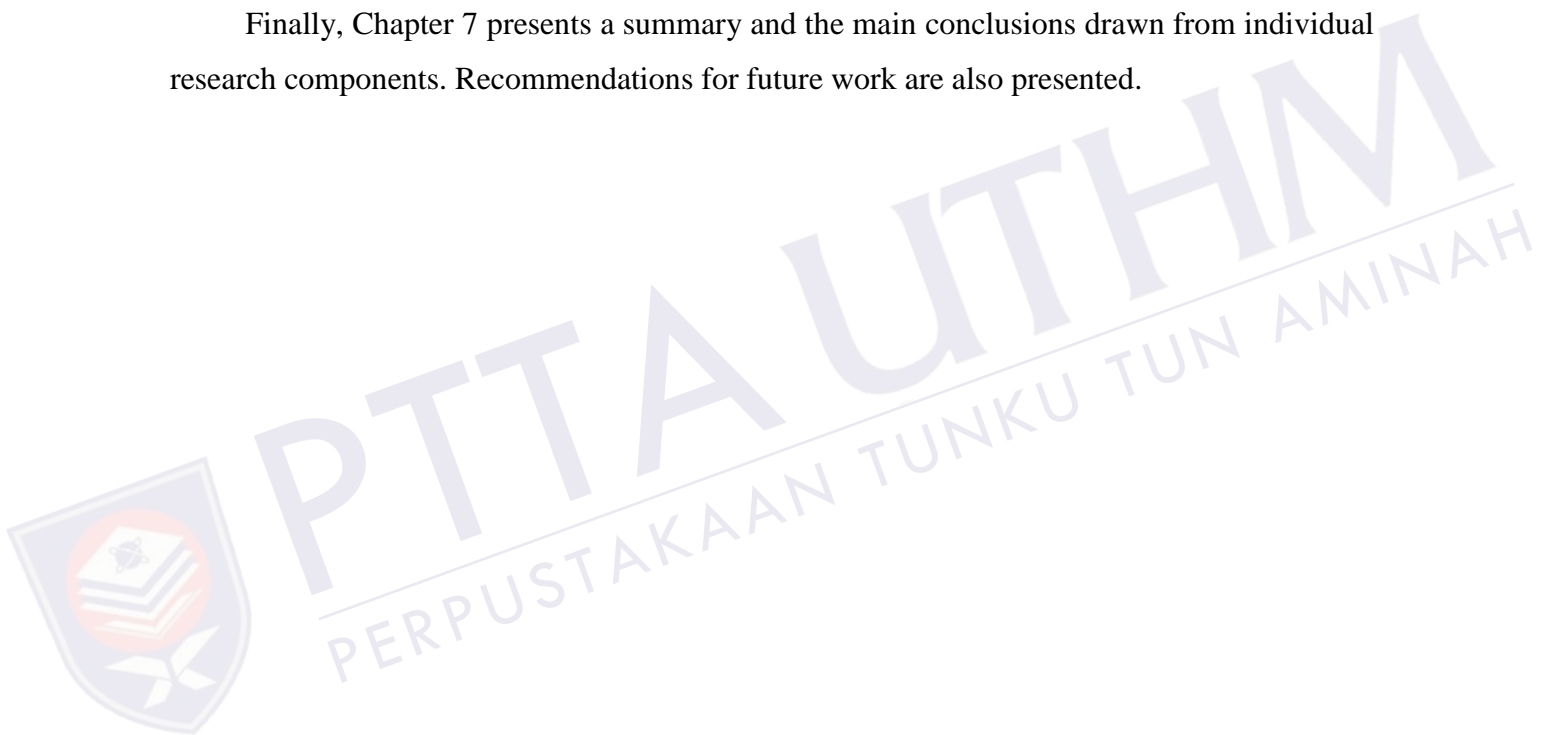 Finally, Chapter 7 presents a summary and the main conclusions drawn from individual
research components. Recommendations for future work are also presented.
PTTA UTHM
PERPUSTAKAAN TUNKU TUN AMINAH